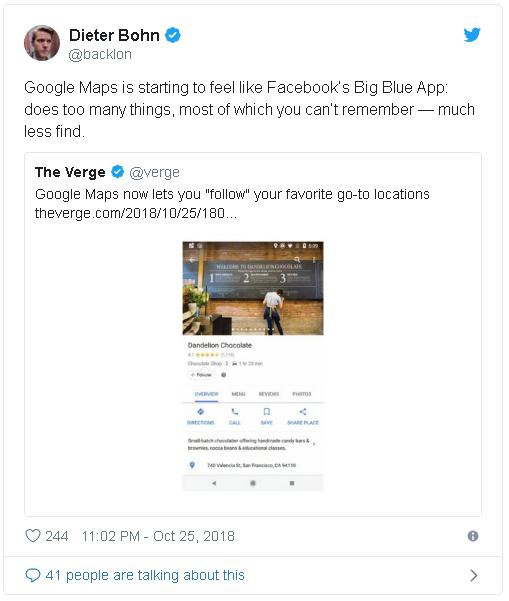 Dieter Bohn
@backlon
Google Maps is starting to feel like Facebook's Big Blue App:
does too many things, most of which you can't remember — much
less find.
The Verge @verge
Google Maps now lets you "follow" your favorite go-to locations
theverge.com/2018/10/25/180...
5:09
WELCOME TO DANDELION CHOCOLATE
1 2 3
Dandelion Chocolate
4.1
Chocolate Shop · $ · 1 hr 23 min
+ Follow
OVERVIEW MENU REVIEWS PHOTOS
DIRECTIONS CALL SAVE SHARE PLACE
Small-batch chocolatier offering handmade candy bars &
brownies, cocoa beans & educational classes.
740 Valencia St, San Francisco, CA 94110
244 11:02 PM - Oct 25, 2018
41 people are talking about this